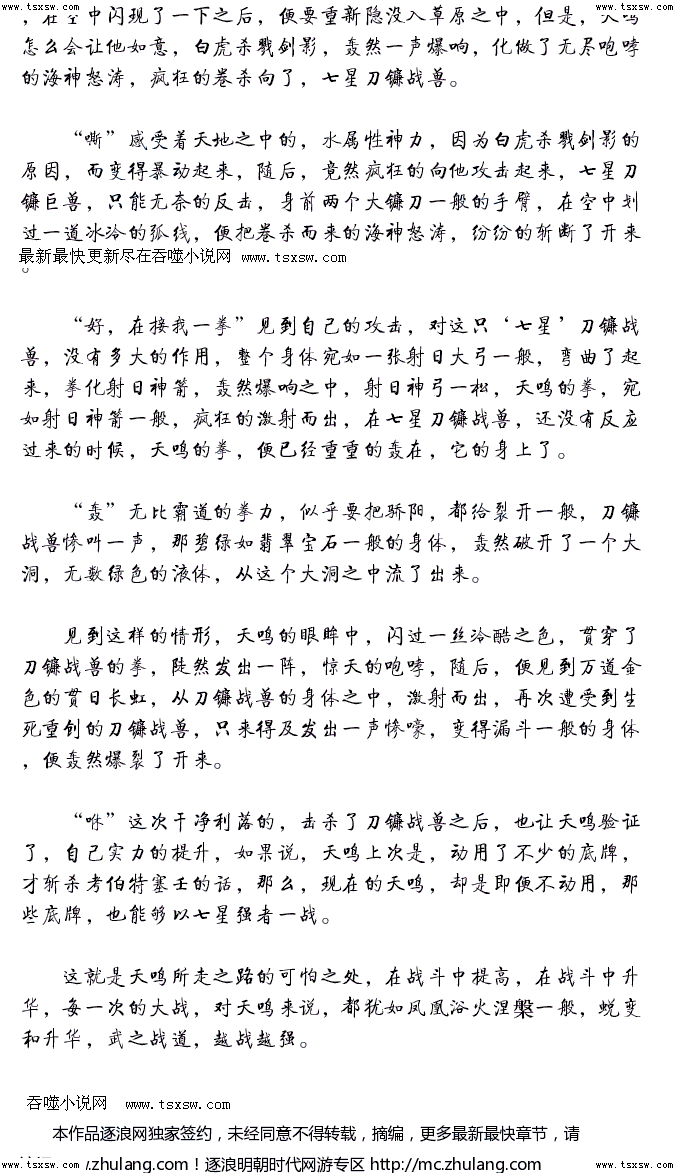 www.tsxsw.com www.tsxsw.com
，在空中闪现了一下之后，便要重新隐没入草原之中，但是，天鸣
怎么会让他如意，白虎杀戮剑影，轰然一声爆响，化做了无尽咆哮
的海神怒涛，疯狂的卷杀向了，七星刀镰战兽。
“嘶”感受着天地之中的，水属性神力，因为白虎杀戮剑影的
原因，而变得暴动起来，随后，竟然疯狂的向他攻击起来，七星刀
镰巨兽，只能无奈的反击，身前两个大镰刀一般的手臂，在空中划
过一道冰冷的弧线，便把卷杀而来的海神怒涛，纷纷的斩断了开来
最新最快更新尽在吞噬小说网 www.tsxsw.com
。
“好，在接我一拳”见到自己的攻击，对这只‘七星’刀镰战
兽，没有多大的作用，整个身体宛如一张射日大弓一般，弯曲了起
来，拳化射日神箭，轰然爆响之中，射日神弓一松，天鸣的拳，宛
如射日神箭一般，疯狂的激射而出，在七星刀镰战兽，还没有反应
过来的时候，天鸣的拳，便已经重重的轰在，它的身上了。
“轰”无比霸道的拳力，似乎要把骄阳，都给裂开一般，刀镰
战兽惨叫一声，那碧绿如翡翠宝石一般的身体，轰然破开了一个大
洞，无数绿色的液体，从这个大洞之中流了出来。
见到这样的情形，天鸣的眼眸中，闪过一丝冷酷之色，贯穿了
刀镰战兽的拳，陡然发出一阵，惊天的咆哮，随后，便见到万道金
色的贯日长虹，从刀镰战兽的身体之中，激射而出，再次遭受到生
死重创的刀镰战兽，只来得及发出一声惨嚎，变得漏斗一般的身体
，便轰然爆裂了开来。
“咻”这次干净利落的，击杀了刀镰战兽之后，也让天鸣验证
了，自己实力的提升，如果说，天鸣上次是，动用了不少的底牌，
才斩杀考伯特塞壬的话，那么，现在的天鸣，却是即便不动用，那
些底牌，也能够以七星强者一战。
这就是天鸣所走之路的可怕之处，在战斗中提高，在战斗中升
华，每一次的大战，对天鸣来说，都犹如凤凰浴火涅槃一般，蜕变
和升华，武之战道，越战越强。
吞噬小说网 www.tsxsw.com
本作品逐浪网独家签约，未经同意不得转载，摘编，更多最新最快章节，请
.zhulang.com！逐浪明朝时代网游专区 http://mc.zhulang.com
www.tsxsw.com www.tsxsw.com